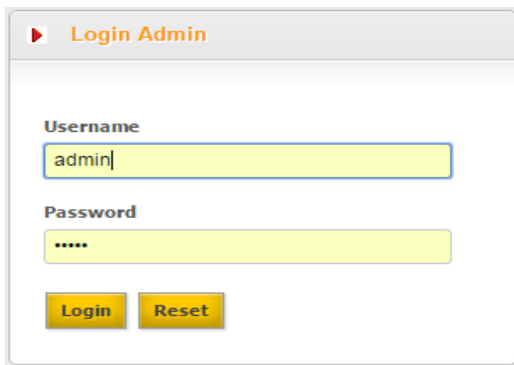 Login Admin
Username
admin
Password
•••••
Login Reset